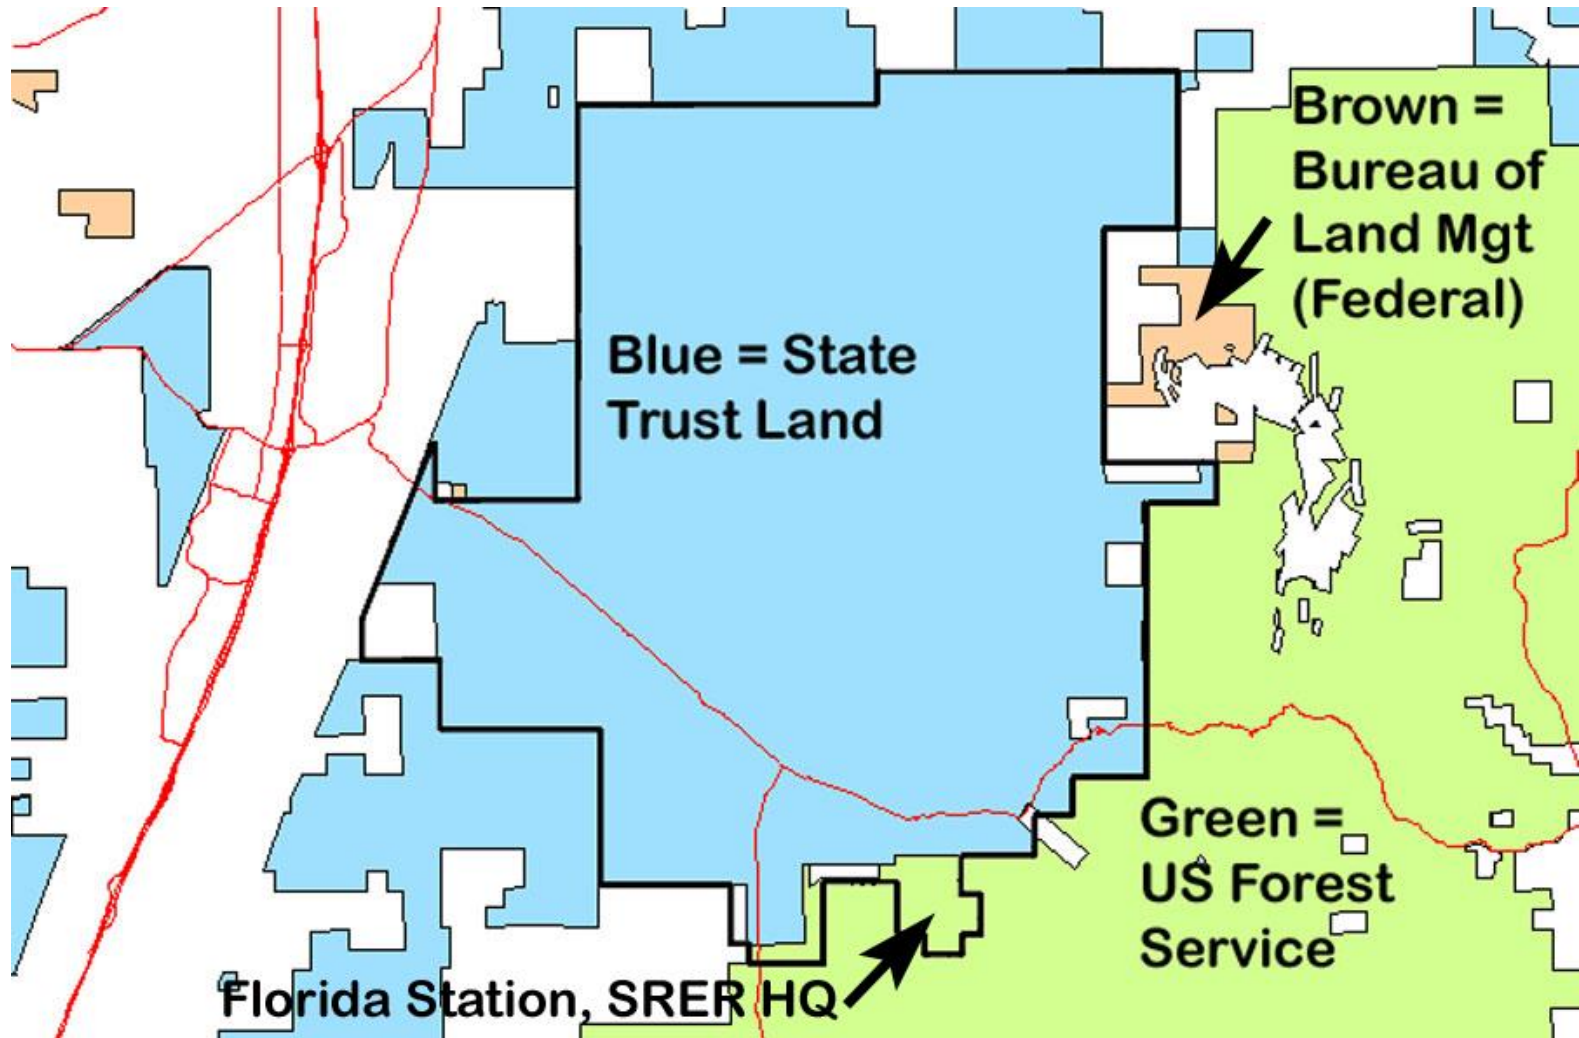 Brown =
Bureau of
Land Mgt
(Federal)
Blue = State
Trust Land
Green =
US Forest
Service
Florida Station, SRER HQ